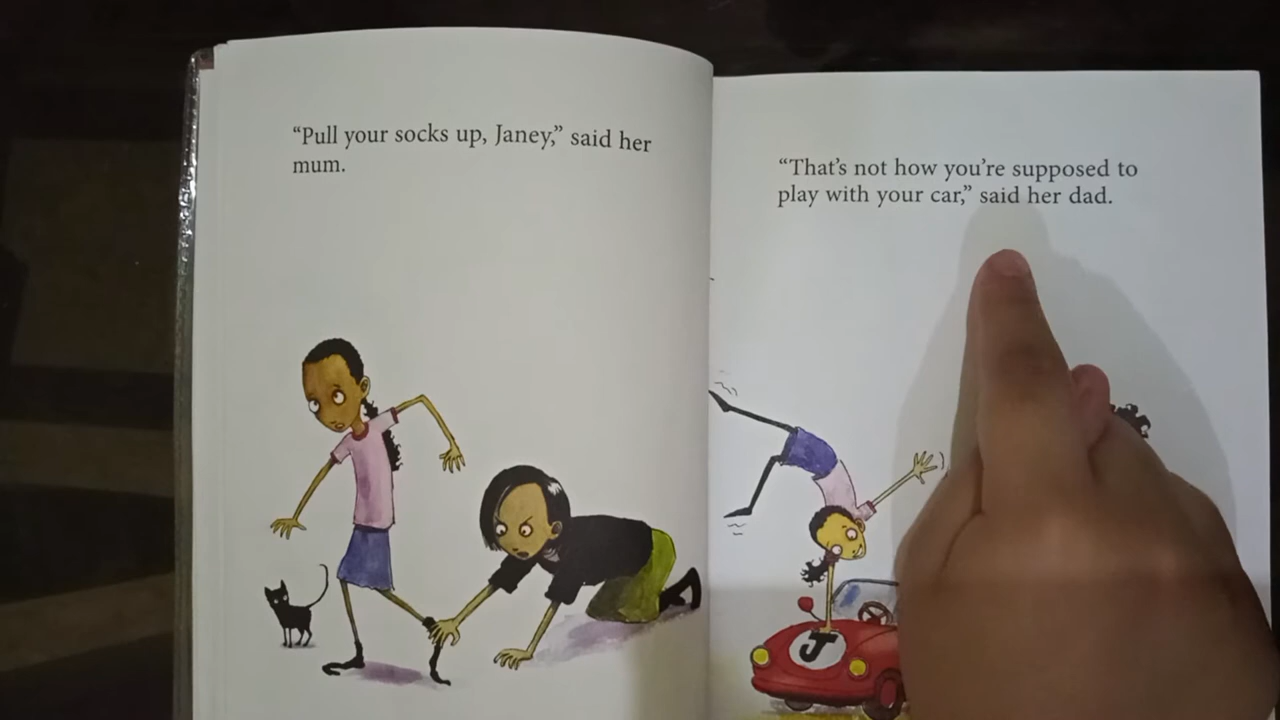 “Pull your socks up, Janey,” said her
mum.
“That’s not how you’re supposed to
play with your car,” said her dad.
J